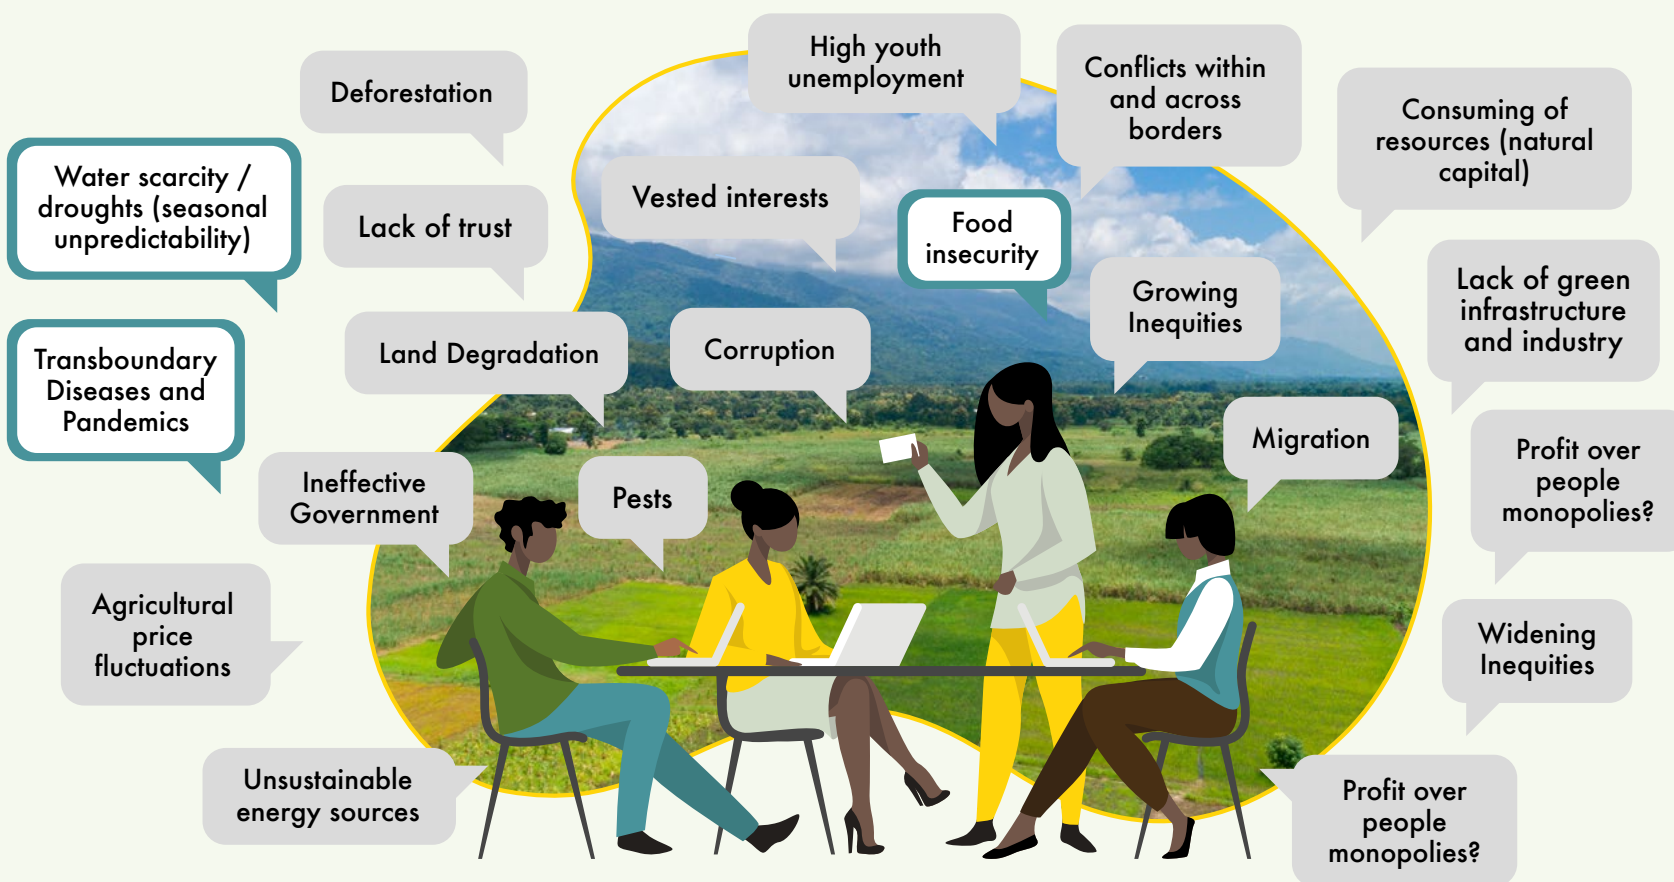 High youth
unemployment
Conflicts within
and across
borders
Deforestation
Consuming of
resources (natural
capital)
Water scarcity /
droughts (seasonal
unpredictability)
Lack of trust
Vested interests
Food
insecurity
Growing
Inequities
Lack of green
infrastructure
and industry
Transboundary
Diseases and
Pandemics
Land Degradation
Corruption
Migration
Profit over
people
monopolies?
Ineffective
Government
Pests
Agricultural
price
fluctuations
Widening
Inequities
Unsustainable
energy sources
Profit over
people
monopolies?